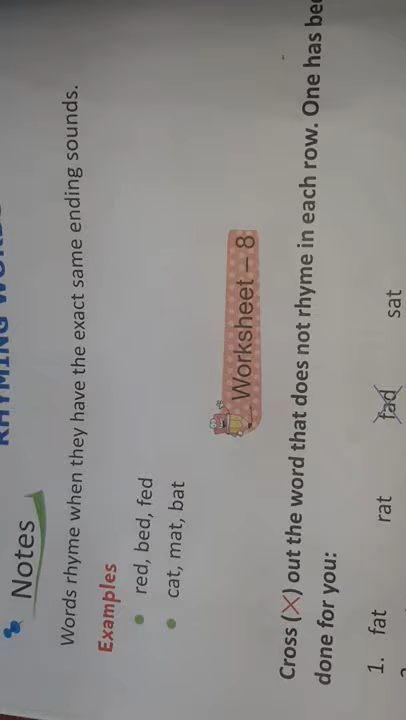 RHYMING WORDS
Notes
Words rhyme when they have the exact same ending sounds.
Examples
• red, bed, fed
• cat, mat, bat
Worksheet – 8
Cross (X) out the word that does not rhyme in each row. One has
done for you:
1. fat rat fad sat